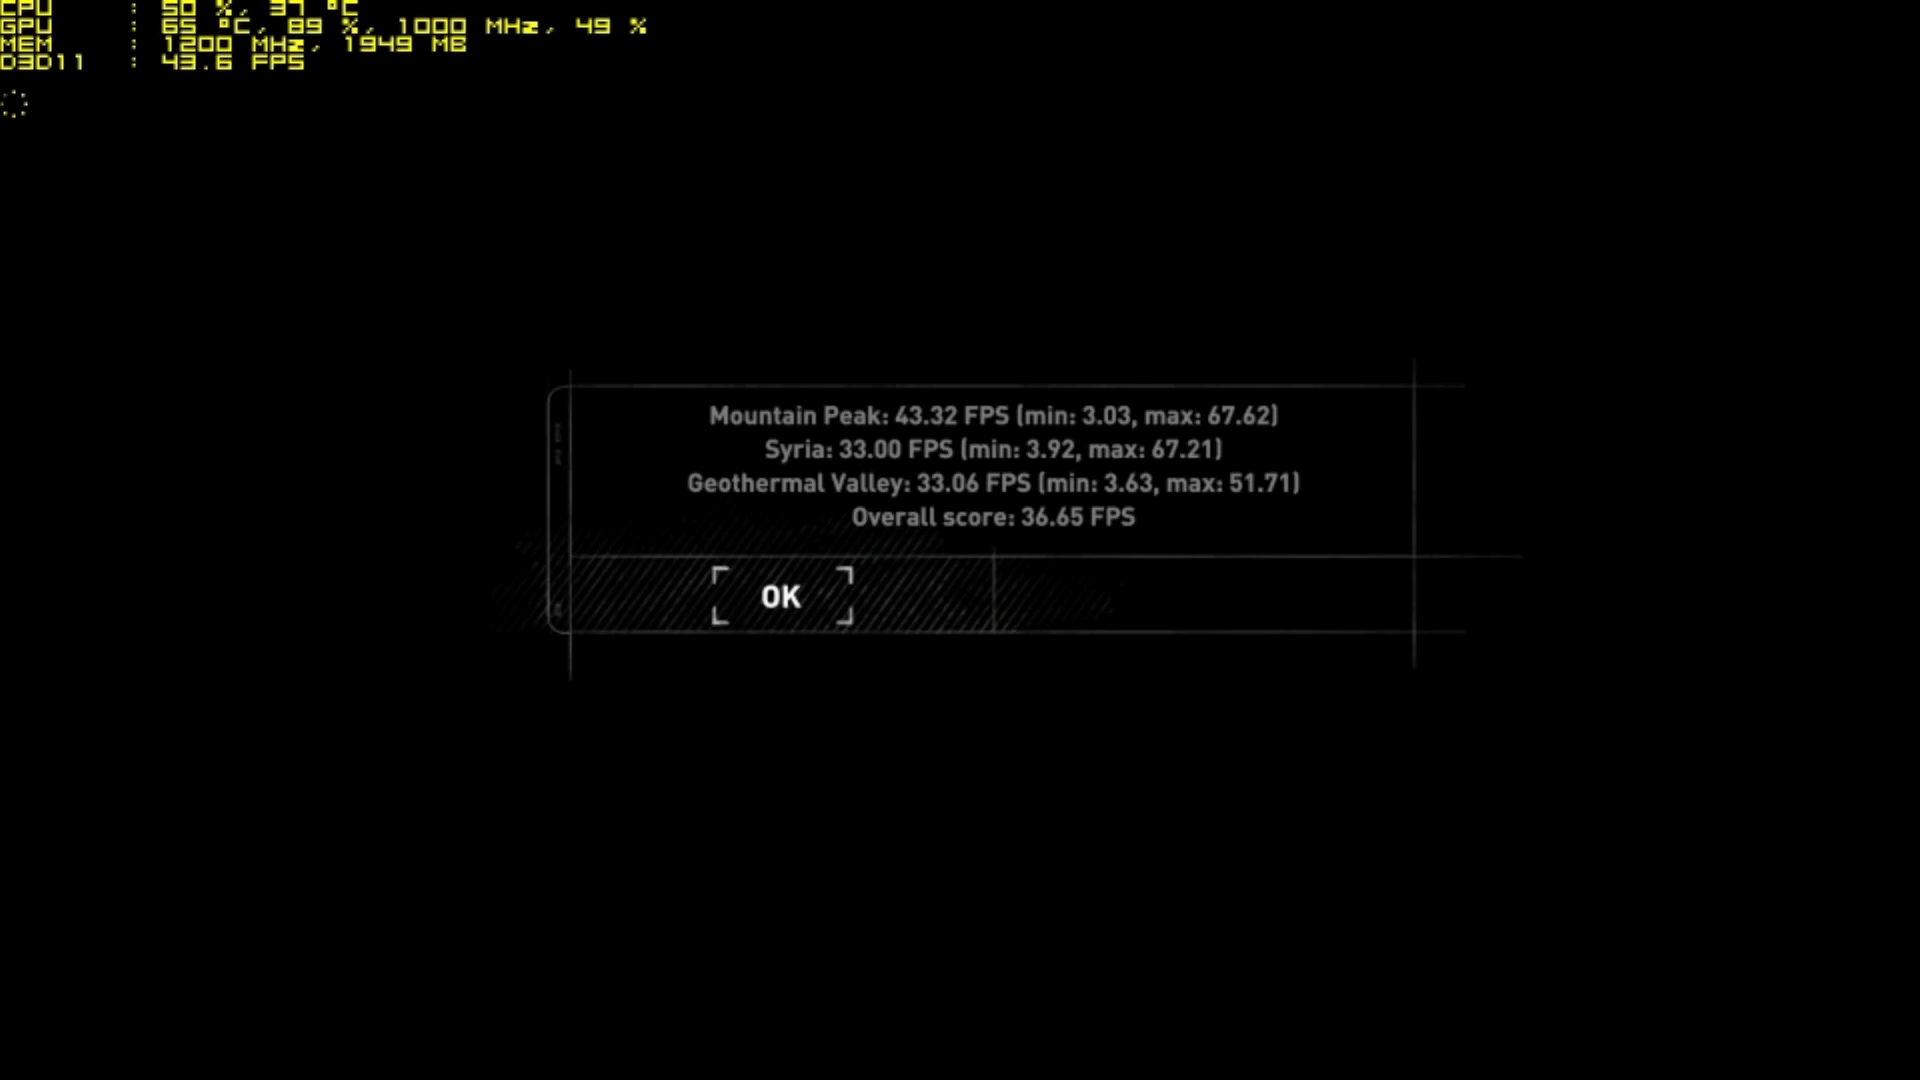 CPU : 50 %, 37 °C
GPU : 65 °C, 89 %, 1000 MHz, 49 %
MEM : 1200 MHz, 1949 MB
D3D11 : 43.6 FPS
Mountain Peak: 43.32 FPS (min: 3.03, max: 67.62)
Syria: 33.00 FPS (min: 3.92, max: 67.21)
Geothermal Valley: 33.06 FPS (min: 3.63, max: 51.71)
Overall score: 36.65 FPS
OK